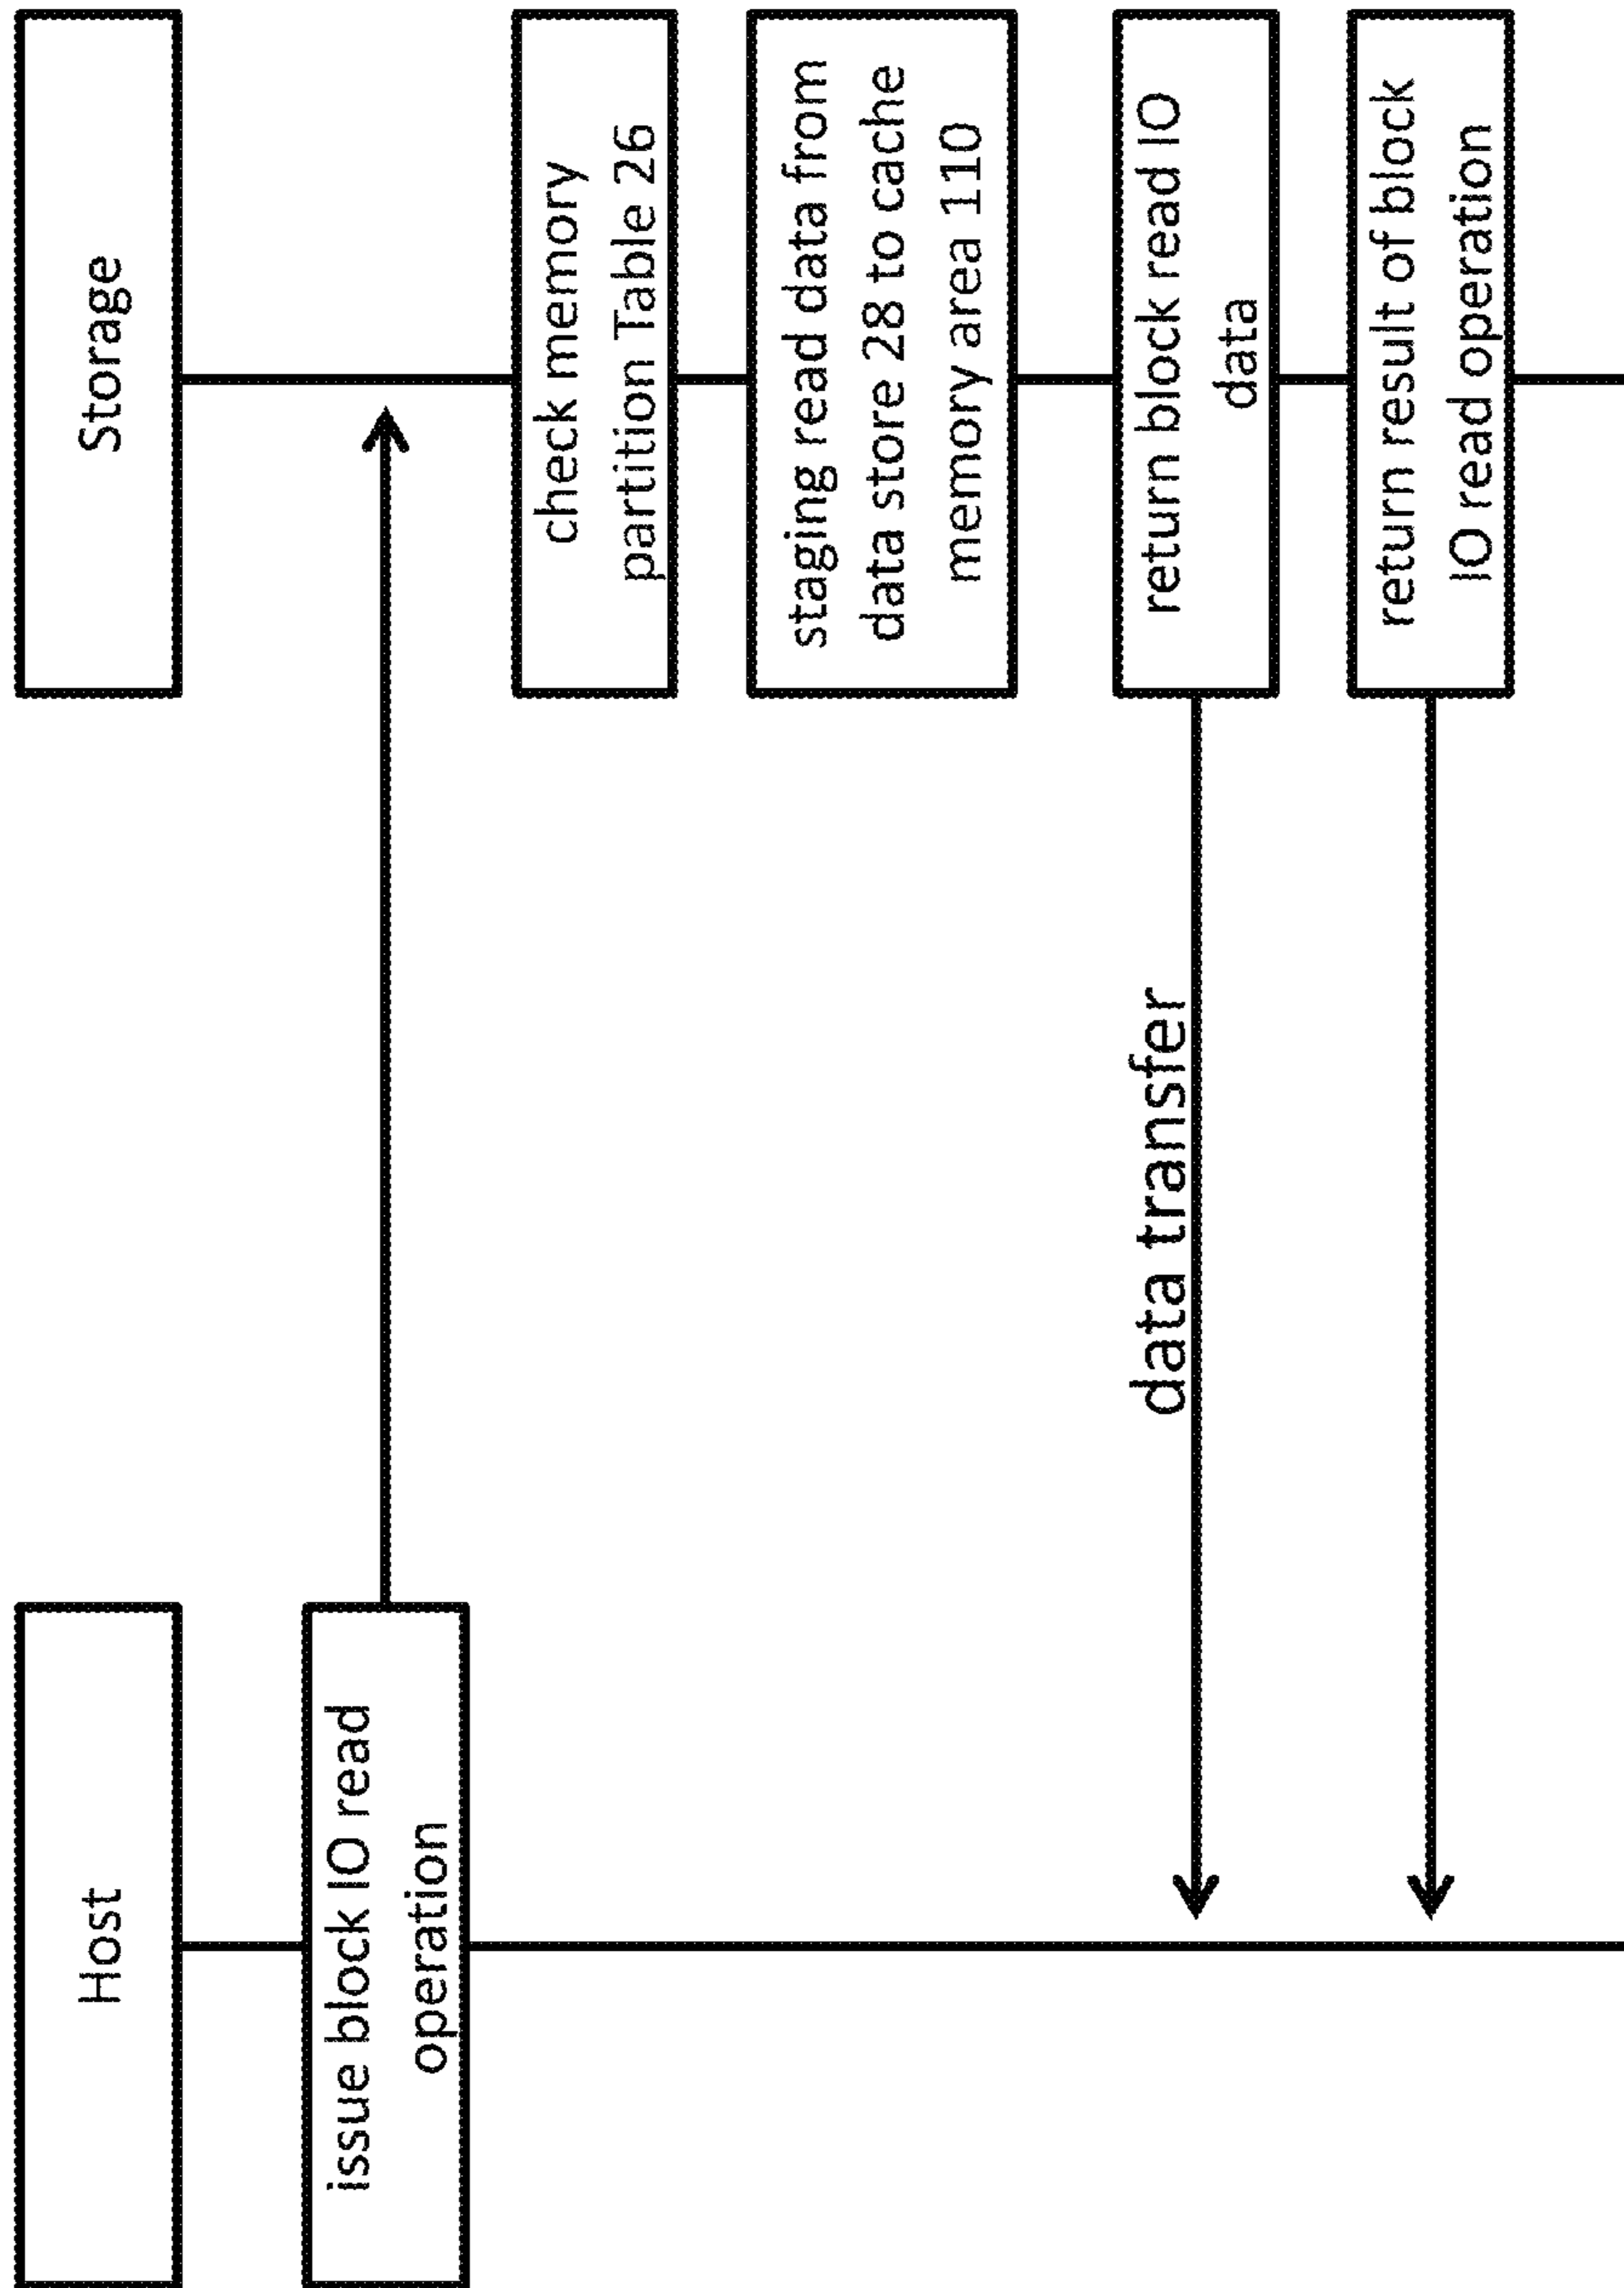 Host
Storage
issue block IO read
operation
check memory
partition Table 26
staging read data from
data store 28 to cache
memory area 110
data transfer
return block read IO
data
return result of block
IO read operation